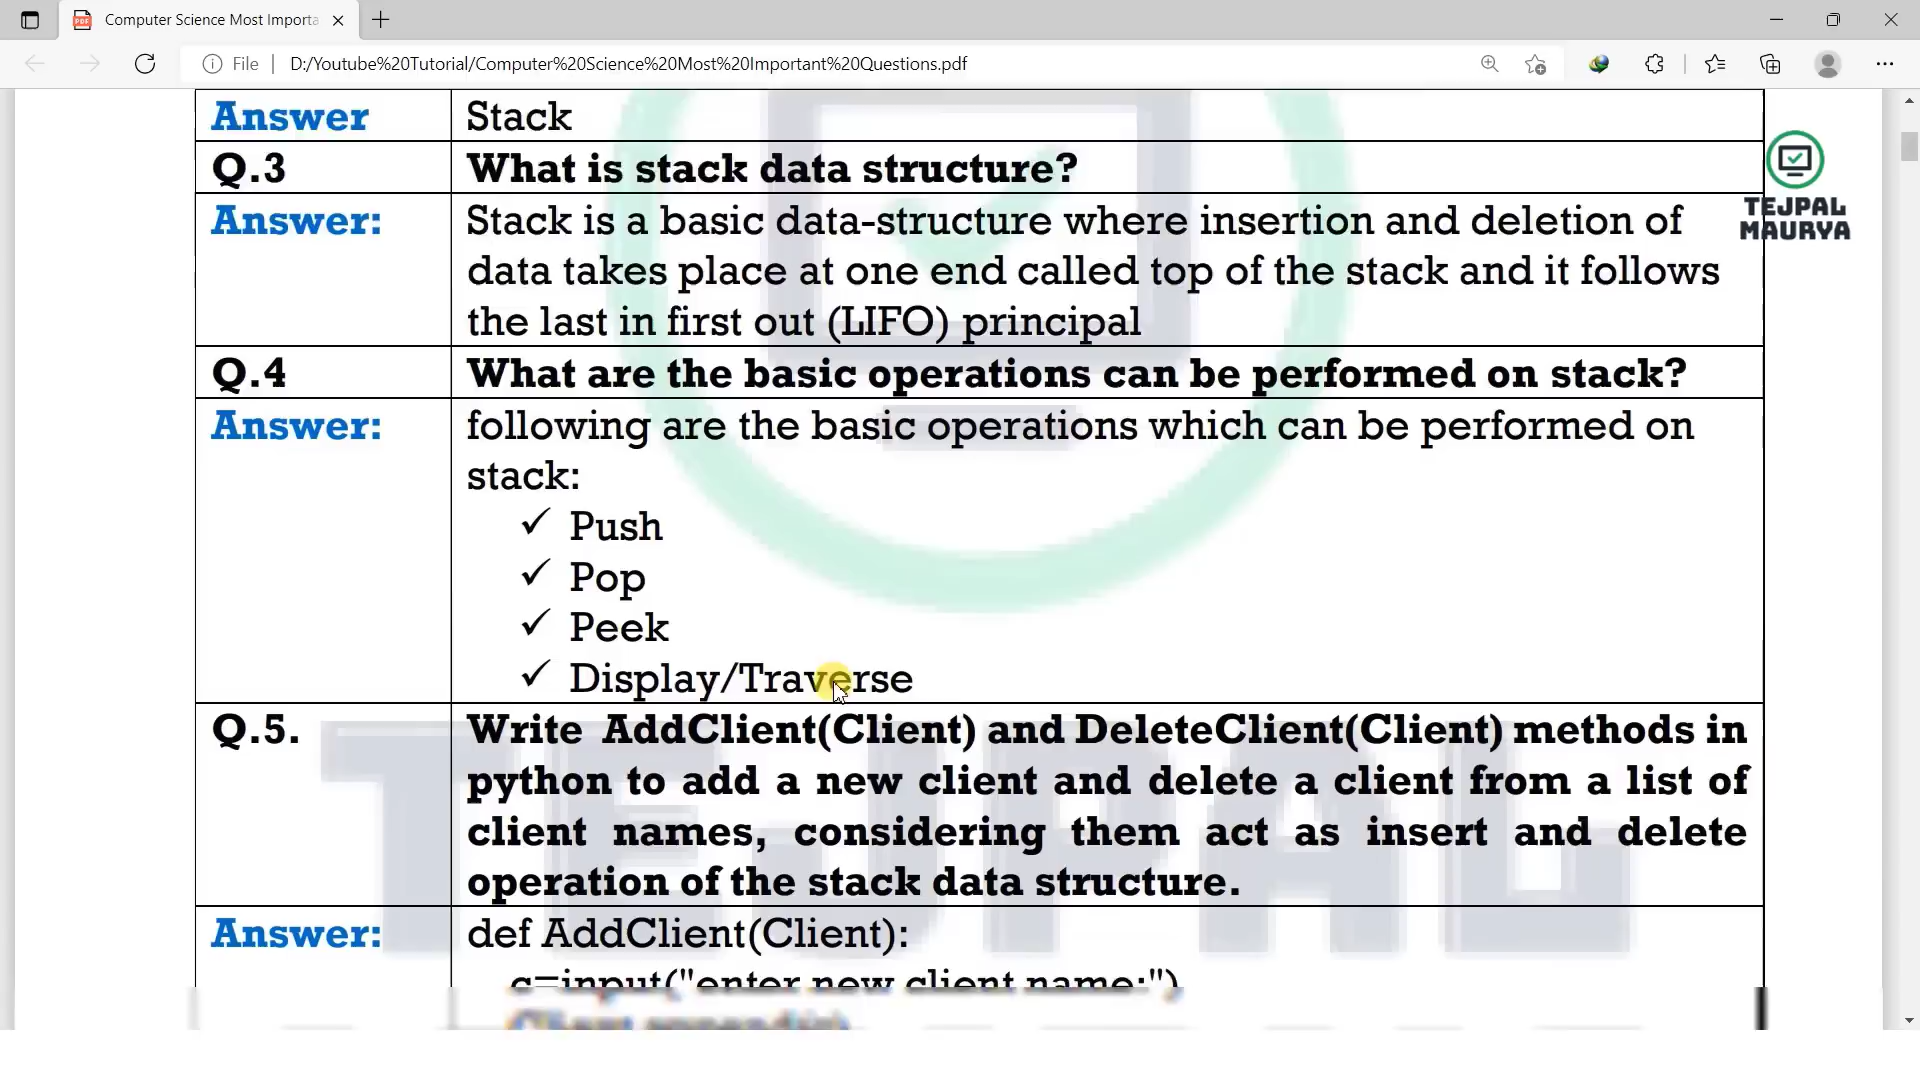 Computer Science Most Importa
File
D:/Youtube%20Tutorial/Computer%20Science%20Most%20Important%20Questions.pdf
Answer Stack
Q.3 What is stack data structure?
Answer: Stack is a basic data-structure where insertion and deletion of
data takes place at one end called top of the stack and it follows
the last in first out (LIFO) principal
TEJPAL
MAURYA
Q.4 What are the basic operations can be performed on stack?
Answer: following are the basic operations which can be performed on
stack:
✓ Push
✓ Pop
✓ Peek
✓ Display/Traverse
Q.5. Write AddClient(Client) and DeleteClient(Client) methods in
python to add a new client and delete a client from a list of
client names, considering them act as insert and delete
operation of the stack data structure.
TEJPAL
Answer: def AddClient(Client):
c=input("enter new client name:")